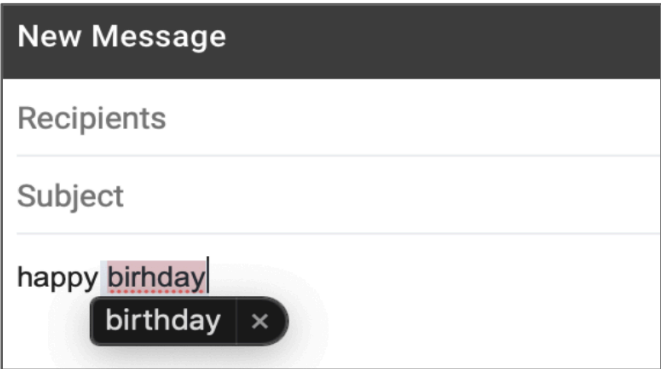 New Message
Recipients
Subject
happy birhday
birthday ×